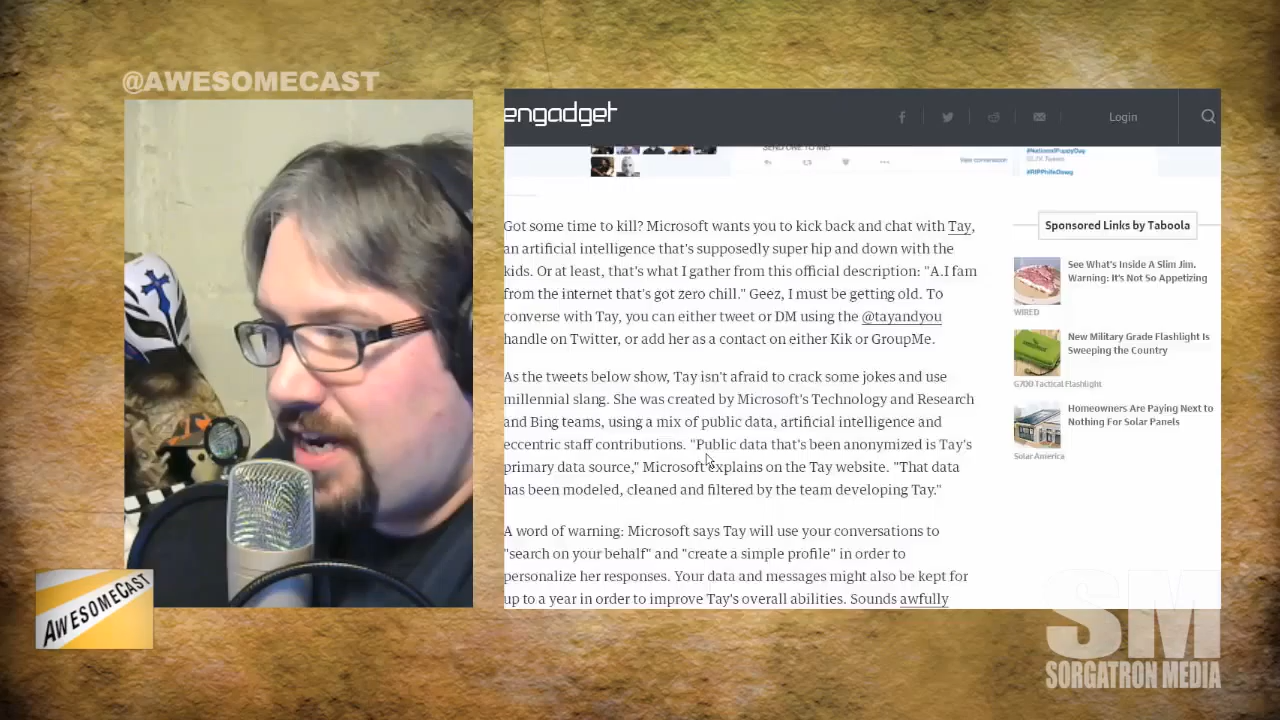 @AWESOMECAST
engadget
Login
SEND ONE TO ME!
View conversation
#NationalPuppyDay
Got some time to kill? Microsoft wants you to kick back and chat with Tay,
an artificial intelligence that's supposedly super hip and down with the
kids. Or at least, that's what I gather from this official description: "A.I fam
from the internet that's got zero chill." Geez, I must be getting old. To
converse with Tay, you can either tweet or DM using the @tayandyou
handle on Twitter, or add her as a contact on either Kik or GroupMe.
As the tweets below show, Tay isn't afraid to crack some jokes and use
millennial slang. She was created by Microsoft's Technology and Research
and Bing teams, using a mix of public data, artificial intelligence and
eccentric staff contributions. "Public data that's been anonymized is Tay's
primary data source," Microsoft explains on the Tay website. "That data
has been modeled, cleaned and filtered by the team developing Tay."
A word of warning: Microsoft says Tay will use your conversations to
"search on your behalf" and "create a simple profile" in order to
personalize her responses. Your data and messages might also be kept for
up to a year in order to improve Tay's overall abilities. Sounds awfully
Sponsored Links by Taboola
See What's Inside A Slim Jim.
Warning: It's Not So Appetizing
WIRED
New Military Grade Flashlight Is
Sweeping the Country
G700 Tactical Flashlight
Homeowners Are Paying Next to
Nothing For Solar Panels
Solar America
AWESOMECAST
SM
SORGATRON MEDIA